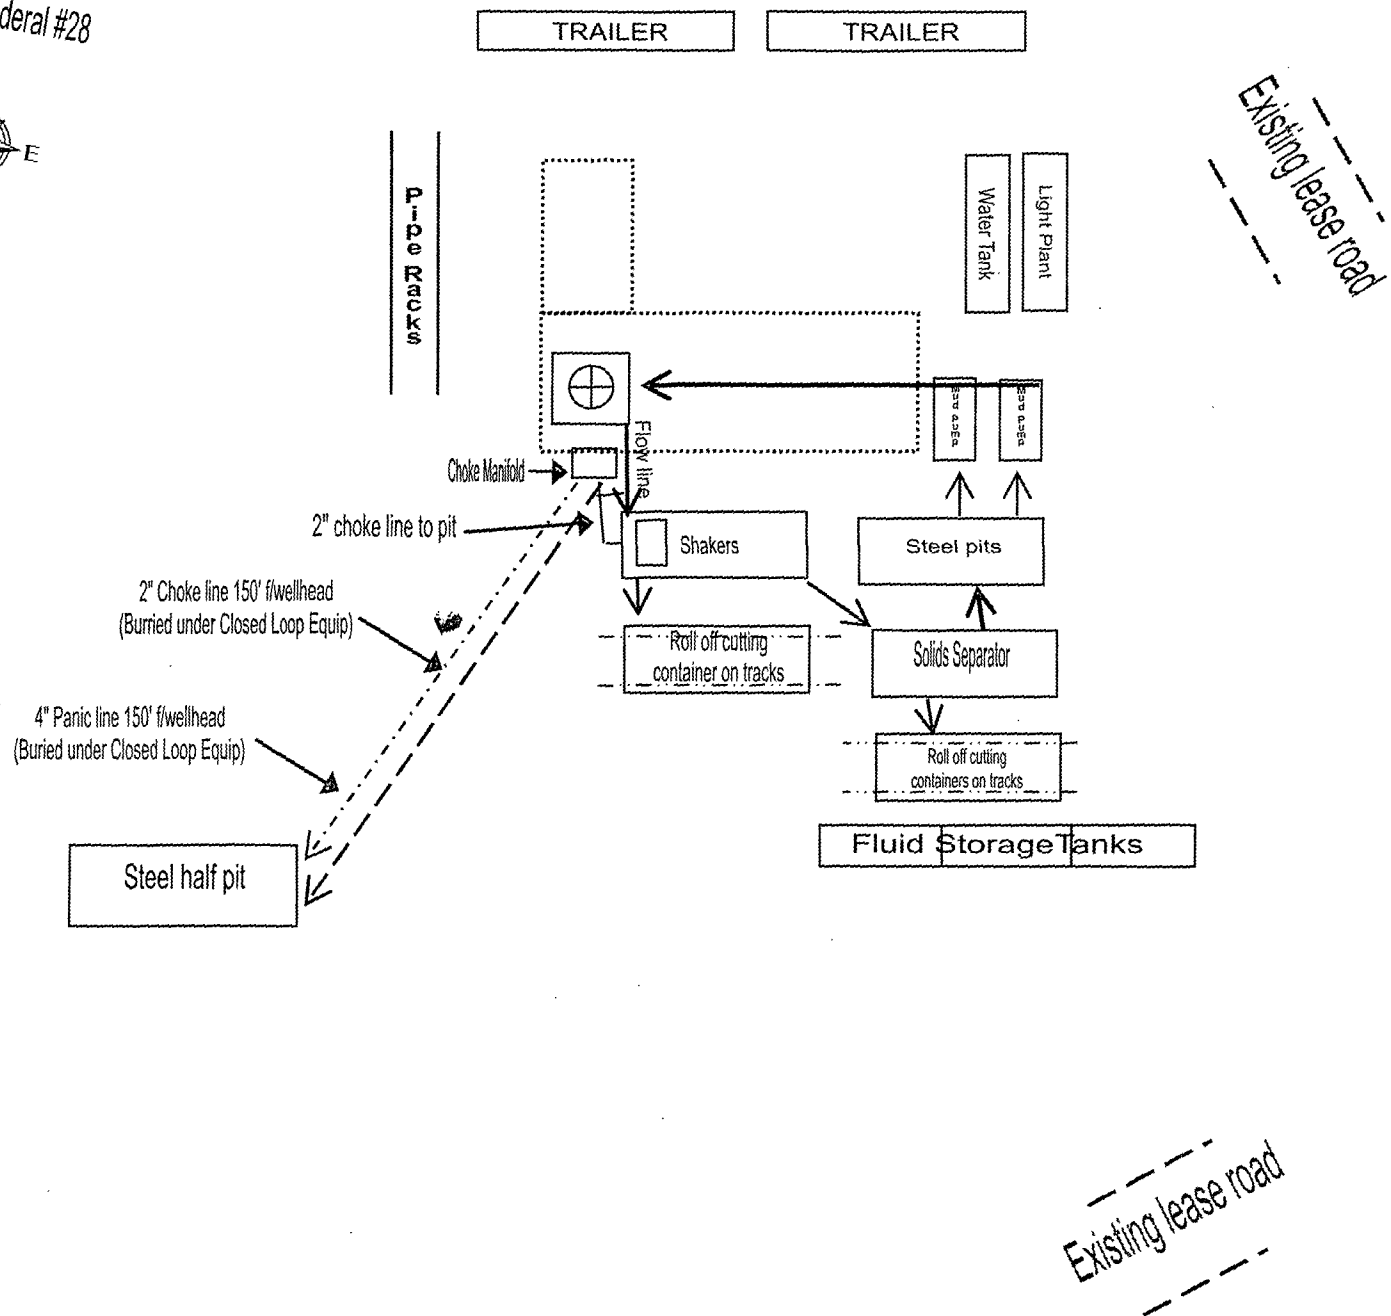 deral #28
TRAILER
TRAILER
E
Existing lease road
Pipe Racks
Water Tank
Light Plant
Flow line
Choke Manifold
2" choke line to pit
Shakers
Steel pits
2" Choke line 150' f/wellhead
(Burried under Closed Loop Equip)
Roll off cutting
container on tracks
Solids Separator
4" Panic line 150' f/wellhead
(Buried under Closed Loop Equip)
Roll off cutting
containers on tracks
Fluid StorageTanks
Steel half pit
Existing lease road